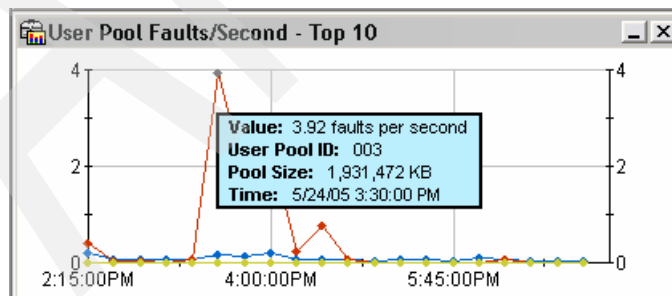 User Pool Faults/Second - Top 10
4
4
Value: 3.92 faults per second
User Pool ID: 003
2
2
Pool Size: 1,931,472 KB
Time: 5/24/05 3:30:00 PM
0
0
2:15:00PM
4:00:00PM
5:45:00PM